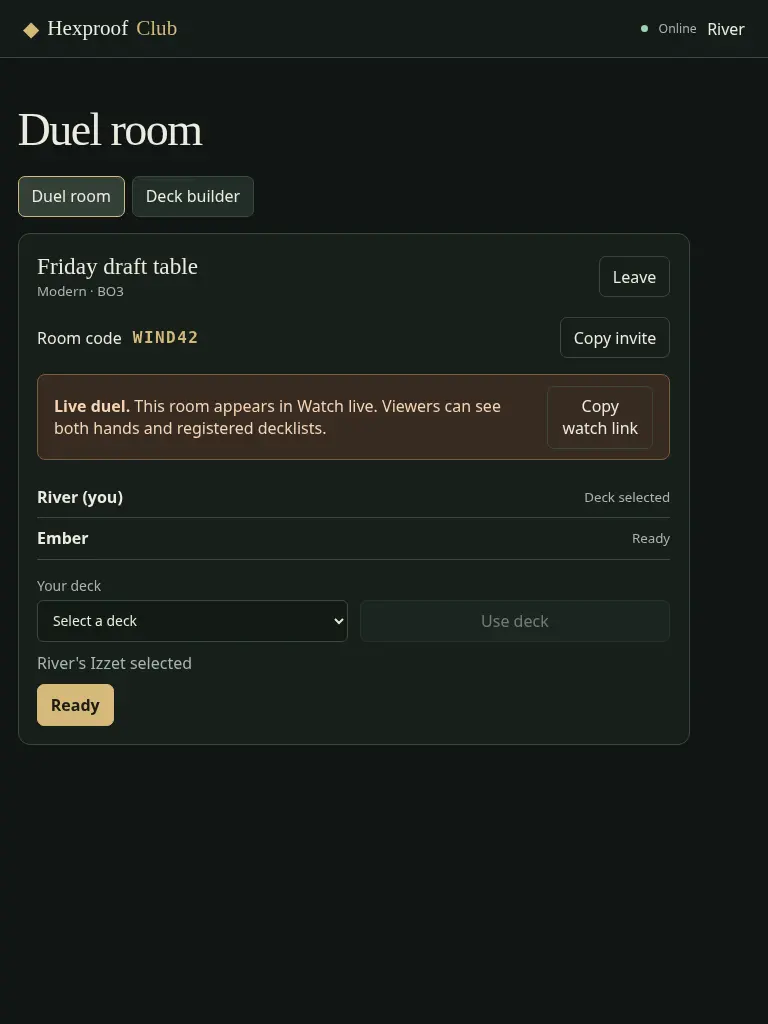 Hexproof Club
Online River
Duel room
Duel room Deck builder
Friday draft table
Leave
Modern · BO3
Room code WIND42
Copy invite
Live duel. This room appears in Watch live. Viewers can see
both hands and registered decklists.
Copy
watch link
River (you) Deck selected
Ember Ready
Your deck
Select a deck Use deck
River's Izzet selected
Ready